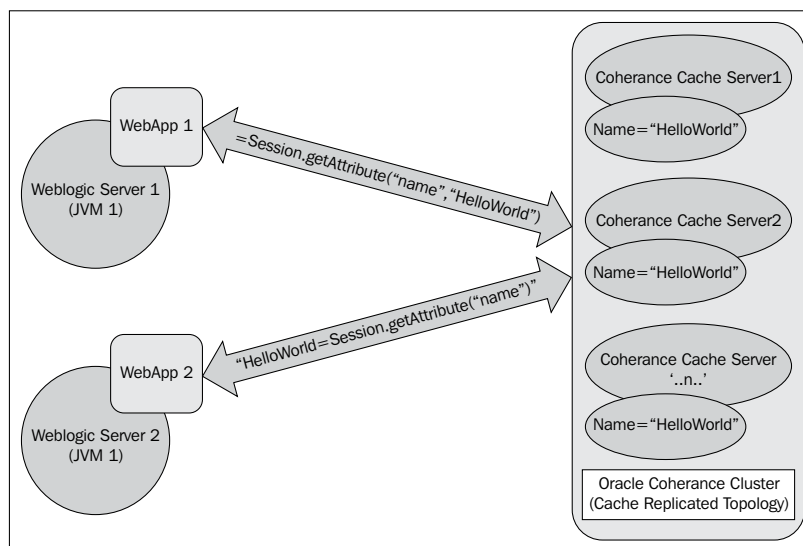 WebApp 1
Weblogic Server 1
(JVM 1)
=Session.getAttribute(“name”,“HelloWorld”)
WebApp 2
Weblogic Server 2
(JVM 1)
“HelloWorld=Session.getAttribute(“name”)”
Coherance Cache Server1
Name=“HelloWorld”
Coherance Cache Server2
Name=“HelloWorld”
Coherance Cache Server
‘..n..’
Name=“HelloWorld”
Oracle Coherance Cluster
(Cache Replicated Topology)